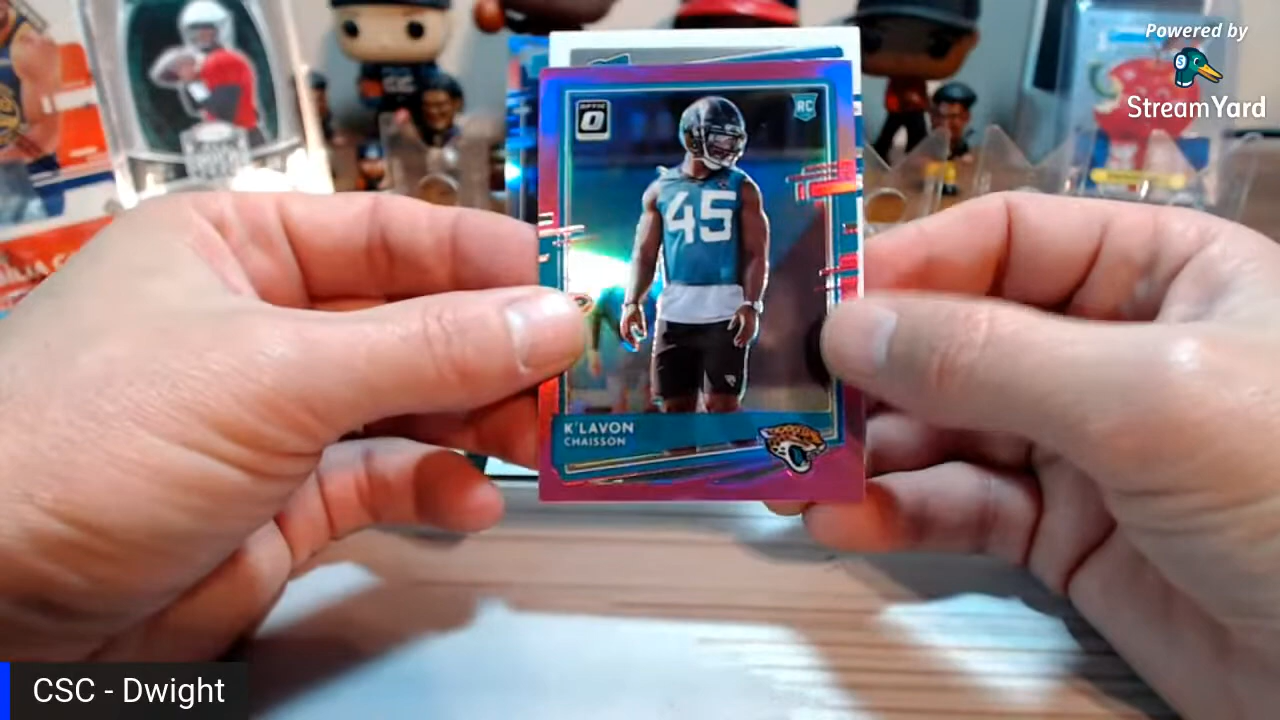 Powered by
StreamYard
OPTIC
RC
45
K'LAVON
CHAISSON
CSC - Dwight